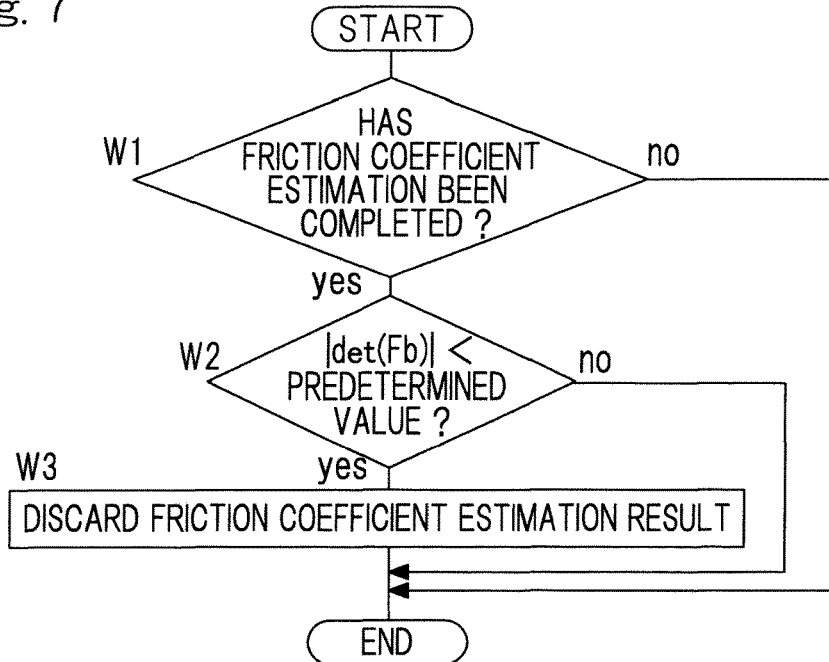 g. 7
START
W1
HAS
FRICTION COEFFICIENT
ESTIMATION BEEN
COMPLETED ?
no
yes
W2
|det(Fb)| <
PREDETERMINED
VALUE ?
no
yes
W3
DISCARD FRICTION COEFFICIENT ESTIMATION RESULT
END